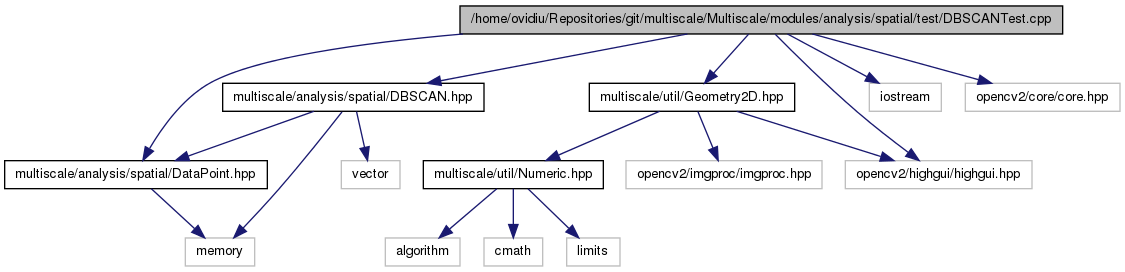 /home/ovidiu/Repositories/git/multiscale/Multiscale/modules/analysis/spatial/test/DBSCANTest.cpp
multiscale/analysis/spatial/DBSCAN.hpp
multiscale/util/Geometry2D.hpp
iostream
opencv2/core/core.hpp
multiscale/analysis/spatial/DataPoint.hpp
vector
multiscale/util/Numeric.hpp
opencv2/imgproc/imgproc.hpp
opencv2/highgui/highgui.hpp
memory
algorithm
cmath
limits